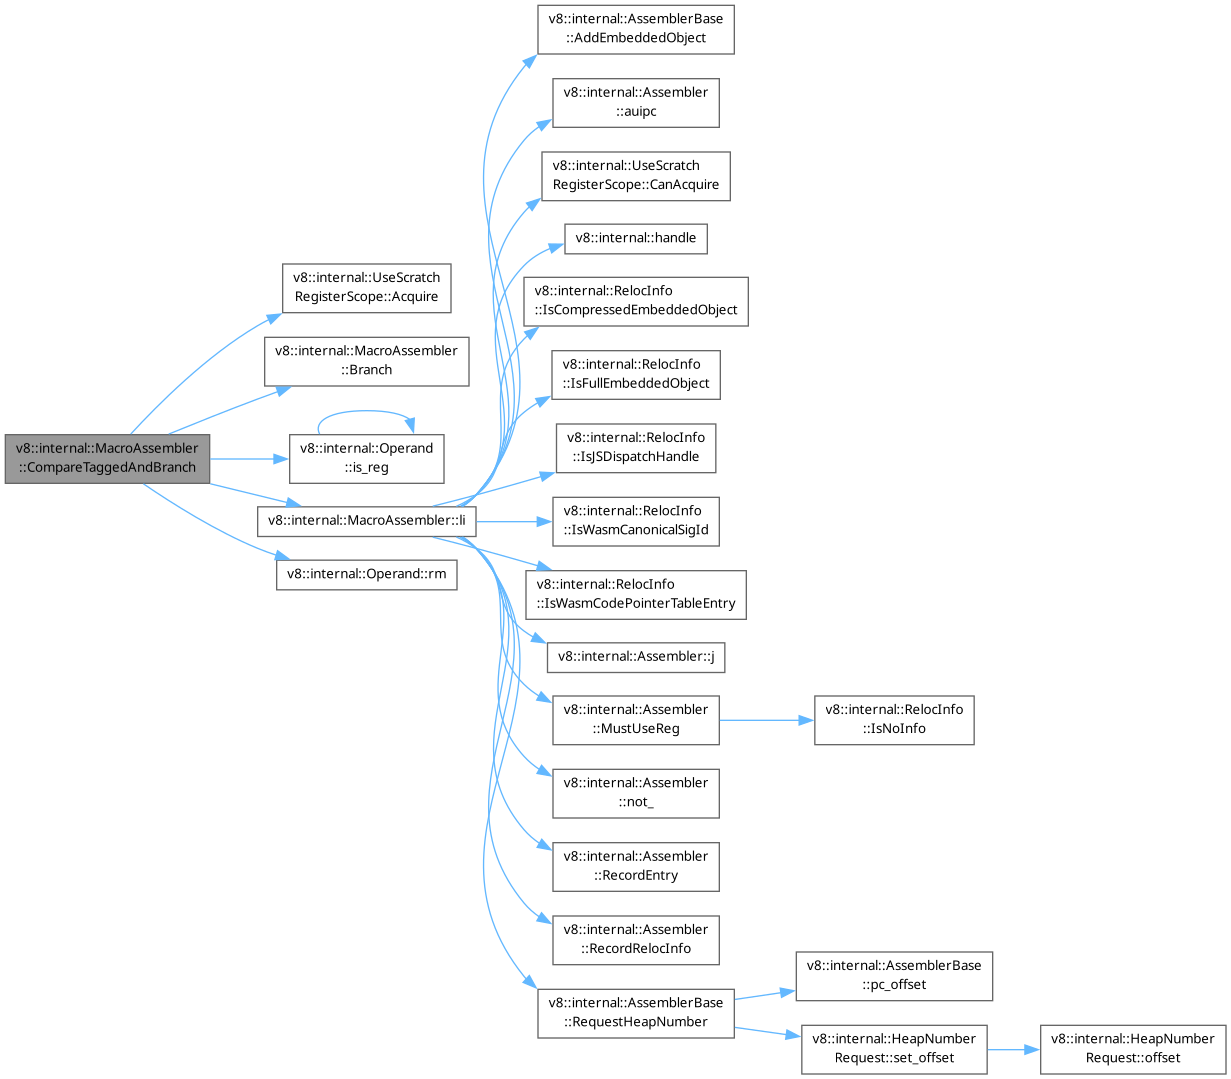 v8::internal::MacroAssembler
::CompareTaggedAndBranch
v8::internal::UseScratch
RegisterScope::Acquire
v8::internal::MacroAssembler
::Branch
v8::internal::Operand
::is_reg
v8::internal::MacroAssembler::li
v8::internal::Operand::rm
v8::internal::AssemblerBase
::AddEmbeddedObject
v8::internal::Assembler
::auipc
v8::internal::UseScratch
RegisterScope::CanAcquire
v8::internal::handle
v8::internal::RelocInfo
::IsCompressedEmbeddedObject
v8::internal::RelocInfo
::IsFullEmbeddedObject
v8::internal::RelocInfo
::IsJSDispatchHandle
v8::internal::RelocInfo
::IsWasmCanonicalSigId
v8::internal::RelocInfo
::IsWasmCodePointerTableEntry
v8::internal::Assembler::j
v8::internal::Assembler
::MustUseReg
v8::internal::RelocInfo
::IsNoInfo
v8::internal::Assembler
::not_
v8::internal::Assembler
::RecordEntry
v8::internal::Assembler
::RecordRelocInfo
v8::internal::AssemblerBase
::RequestHeapNumber
v8::internal::AssemblerBase
::pc_offset
v8::internal::HeapNumber
Request::set_offset
v8::internal::HeapNumber
Request::offset